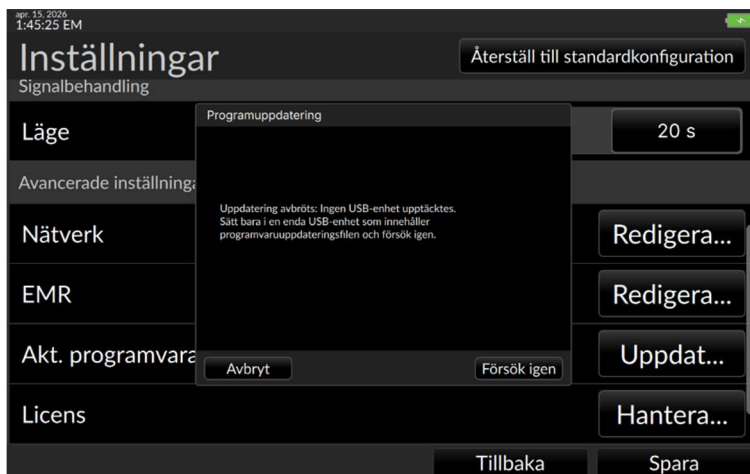 apr. 15, 2026
1:45:25 EM
Inställningar
Återställ till standardkonfiguration
Signalbehandling
Läge
20 s
Avancerade inställninga
Nätverk
Redigera...
EMR
Redigera...
Akt. programvara
Uppdat...
Licens
Hantera...
Tillbaka
Spara
Programuppdatering
Uppdatering avbröts: Ingen USB-enhet upptäcktes.
Sätt bara i en enda USB-enhet som innehåller
programvaruuppdateringsfilen och försök igen.
Avbryt
Försök igen